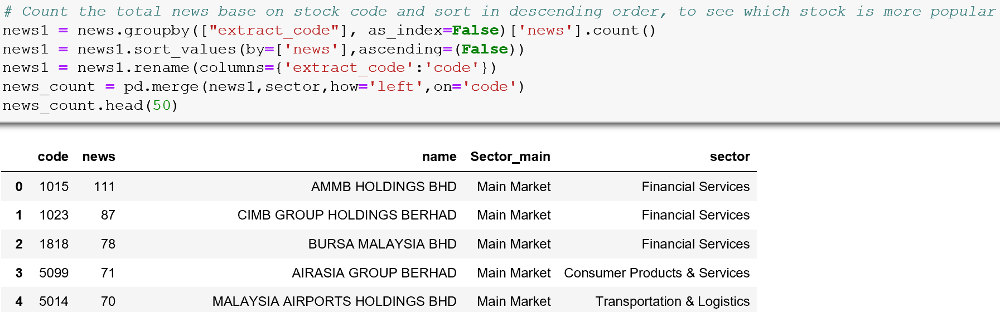 # Count the total news base on stock code and sort in descending order, to see which stock is more popular
news1 = news.groupby(["extract_code"], as_index=False)['news'].count()
news1 = news1.sort_values(by=['news'],ascending=(False))
news1 = news1.rename(columns={'extract_code':'code'})
news_count = pd.merge(news1,sector,how='left',on='code')
news_count.head(50)
code news name Sector_main sector
0 1015 111 AMMB HOLDINGS BHD Main Market Financial Services
1 1023 87 CIMB GROUP HOLDINGS BERHAD Main Market Financial Services
2 1818 78 BURSA MALAYSIA BHD Main Market Financial Services
3 5099 71 AIRASIA GROUP BERHAD Main Market Consumer Products & Services
4 5014 70 MALAYSIA AIRPORTS HOLDINGS BHD Main Market Transportation & Logistics